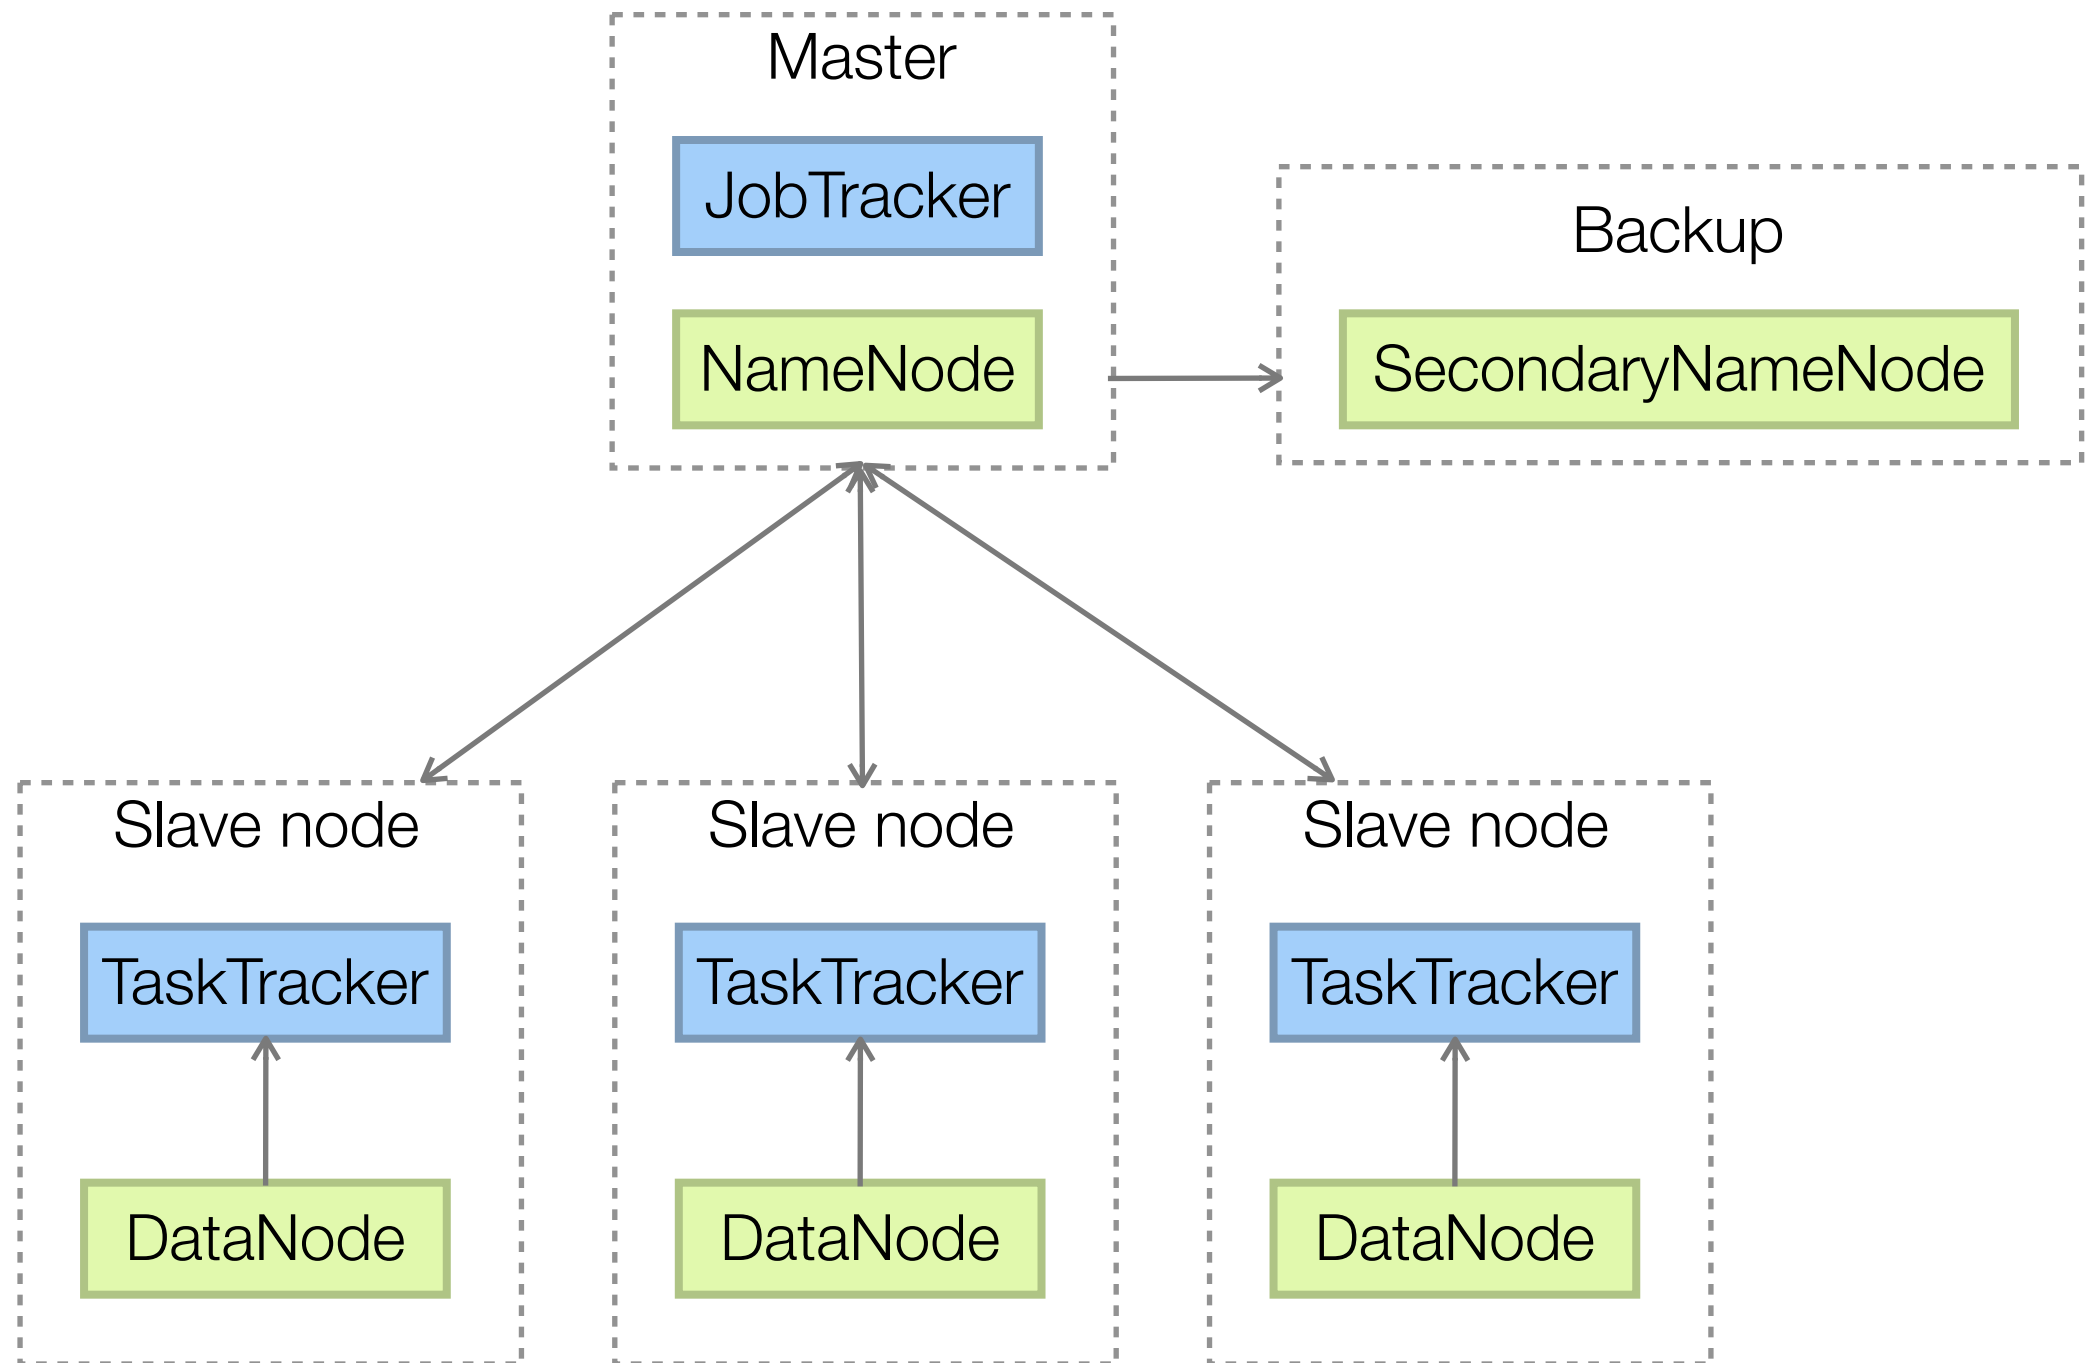 Master
JobTracker
NameNode
Backup
SecondaryNameNode
Slave node
TaskTracker
DataNode
Slave node
TaskTracker
DataNode
Slave node
TaskTracker
DataNode